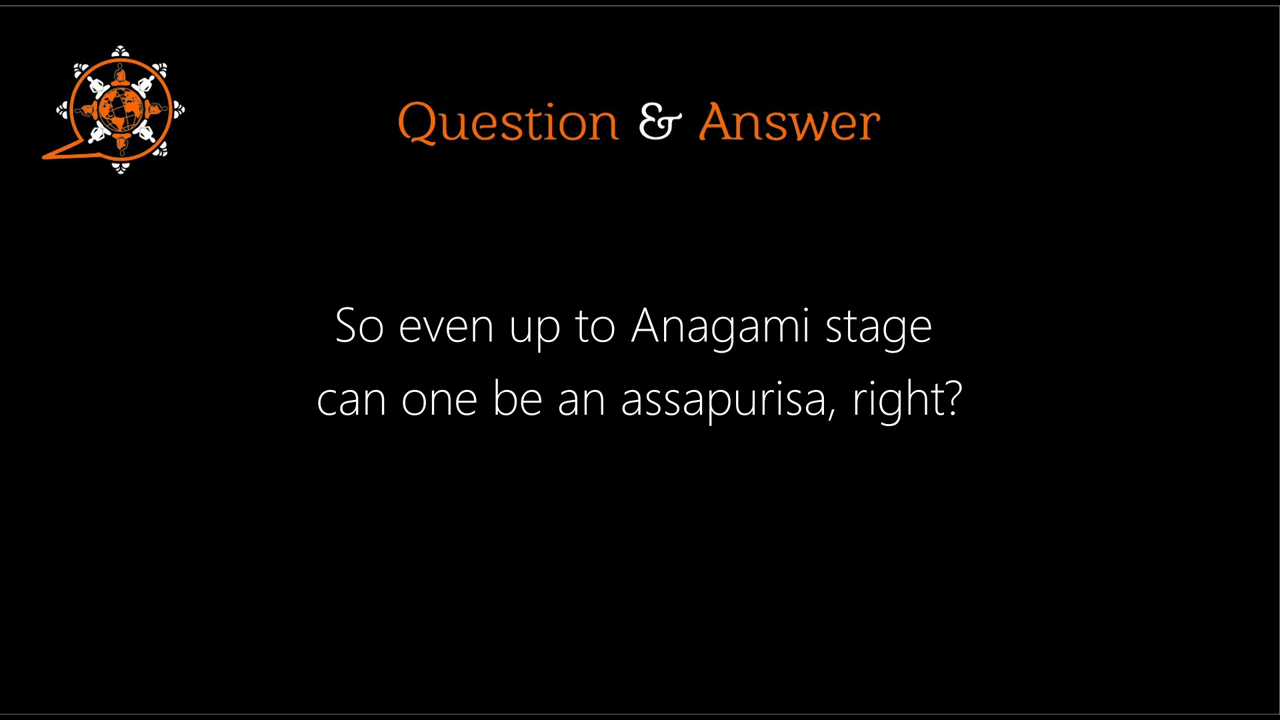 Question & Answer
So even up to Anagami stage
can one be an assapurisa, right?